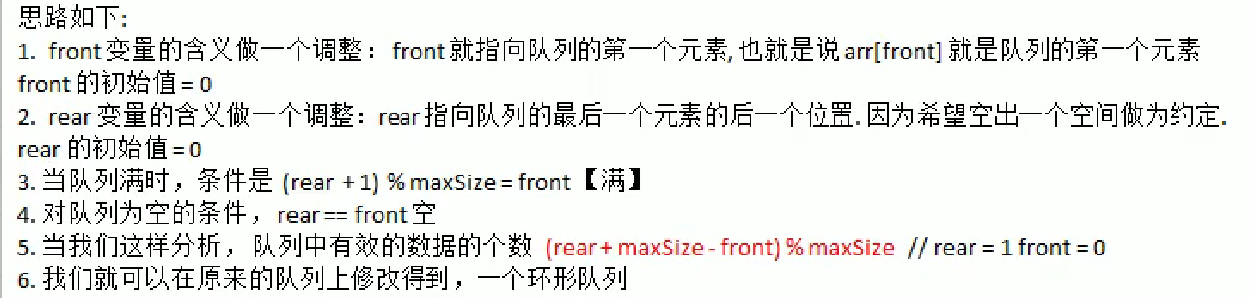 思路如下:
1. front 变量的含义做一个调整：front 就指向队列的第一个元素, 也就是说 arr[front] 就是队列的第一个元素
front 的初始值 = 0
2. rear 变量的含义做一个调整：rear 指向队列的最后一个元素的后一个位置. 因为希望空出一个空间做为约定.
rear 的初始值 = 0
3. 当队列满时，条件是 (rear + 1) % maxSize = front 【满】
4. 对队列为空的条件，rear == front 空
5. 当我们这样分析，队列中有效的数据的个数 (rear + maxSize - front) % maxSize // rear = 1 front = 0
6. 我们就可以在原来的队列上修改得到，一个环形队列